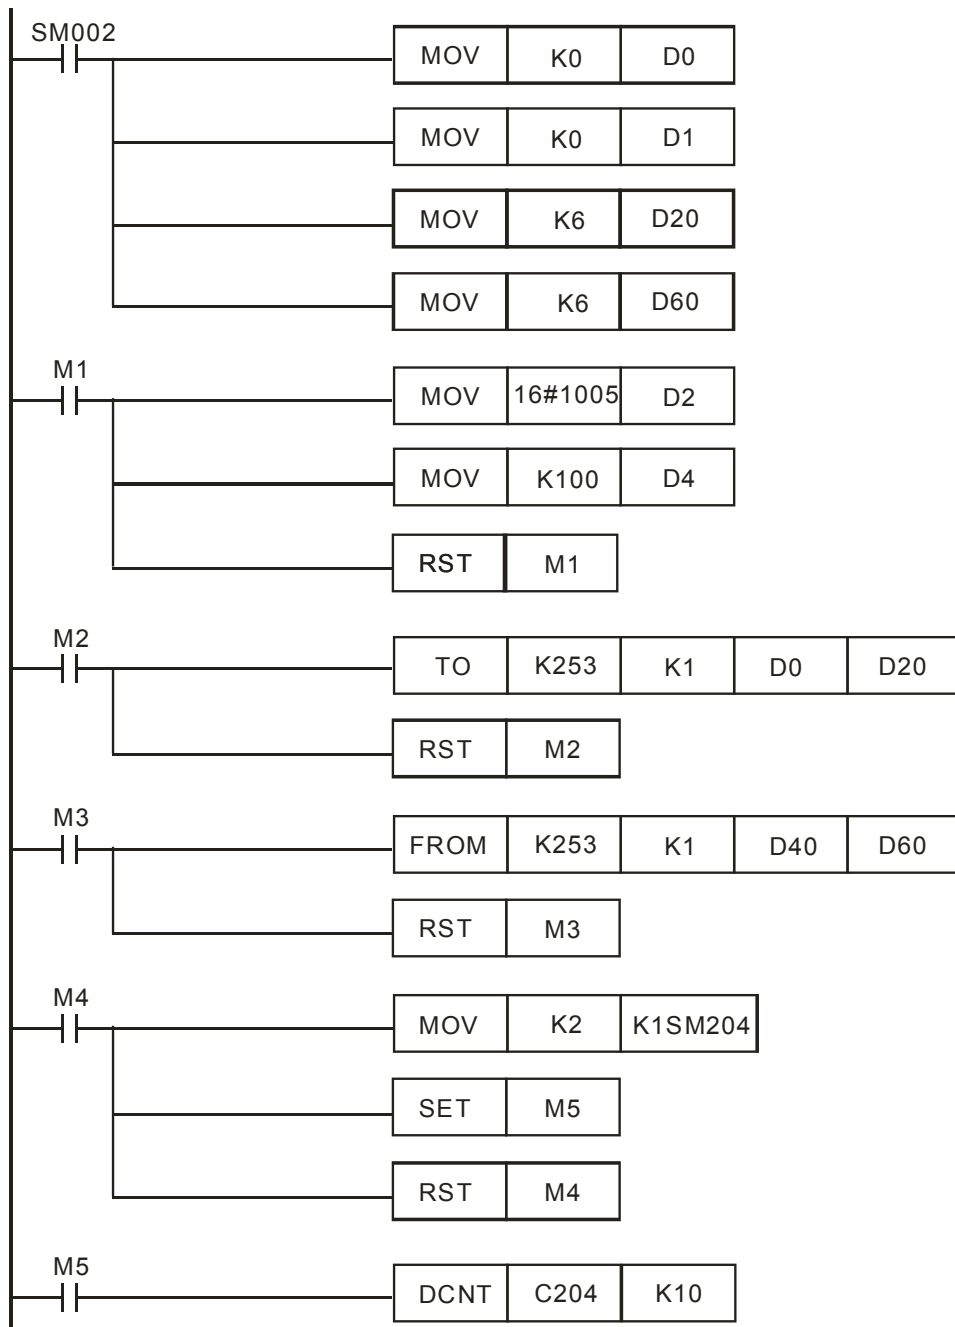 SM002
MOV K0 D0
MOV K0 D1
MOV K6 D20
MOV K6 D60
M1
MOV 16#1005 D2
MOV K100 D4
RST M1
M2
TO K253 K1 D0 D20
RST M2
M3
FROM K253 K1 D40 D60
RST M3
M4
MOV K2 K1SM204
SET M5
RST M4
M5
DCNT C204 K10